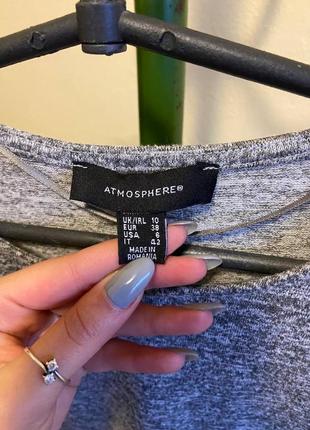 ATMOSPHERE®
UK/IRL 10
EUR 38
USA 6
IT 42
MADE IN
ROMANIA